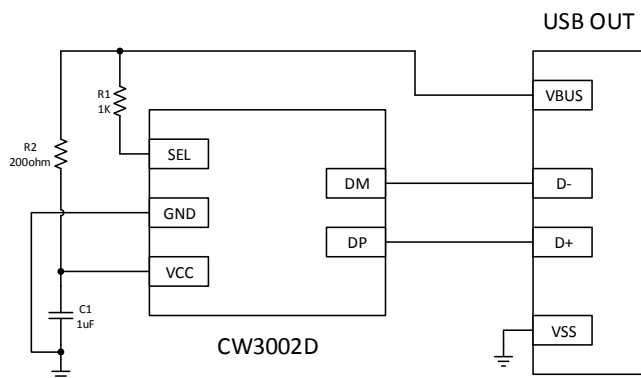 USB OUT
VBUS
R1
1K
R2
200ohm
SEL
DM
D-
GND
DP
D+
VCC
C1
1uF
VSS
CW3002D